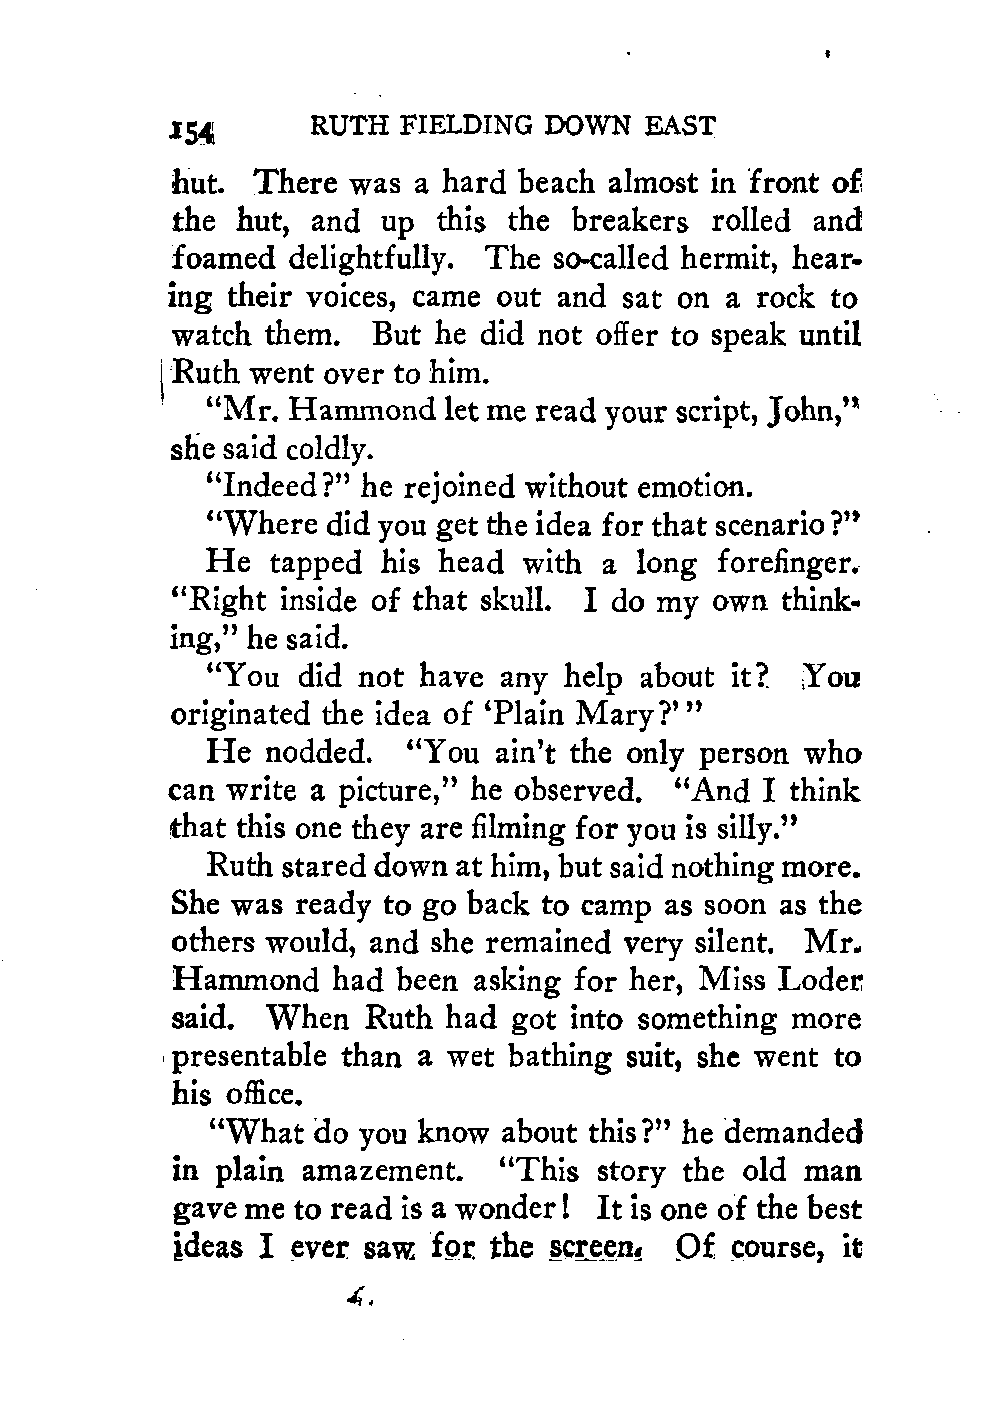 154 RUTH FIELDING DOWN EAST
hut. There was a hard beach almost in front of
the hut, and up this the breakers rolled and
foamed delightfully. The so-called hermit, hear-
ing their voices, came out and sat on a rock to
watch them. But he did not offer to speak until
Ruth went over to him.
“Mr. Hammond let me read your script, John,”
she said coldly.
“Indeed?” he rejoined without emotion.
“Where did you get the idea for that scenario?”
He tapped his head with a long forefinger.
“Right inside of that skull. I do my own think-
ing,” he said.
“You did not have any help about it? You
originated the idea of ‘Plain Mary?’”
He nodded. “You ain’t the only person who
can write a picture,” he observed. “And I think
that this one they are filming for you is silly.”
Ruth stared down at him, but said nothing more.
She was ready to go back to camp as soon as the
others would, and she remained very silent. Mr.
Hammond had been asking for her, Miss Loder
said. When Ruth had got into something more
presentable than a wet bathing suit, she went to
his office.
“What do you know about this?” he demanded
in plain amazement. “This story the old man
gave me to read is a wonder! It is one of the best
ideas I ever saw for the screen. Of course, it